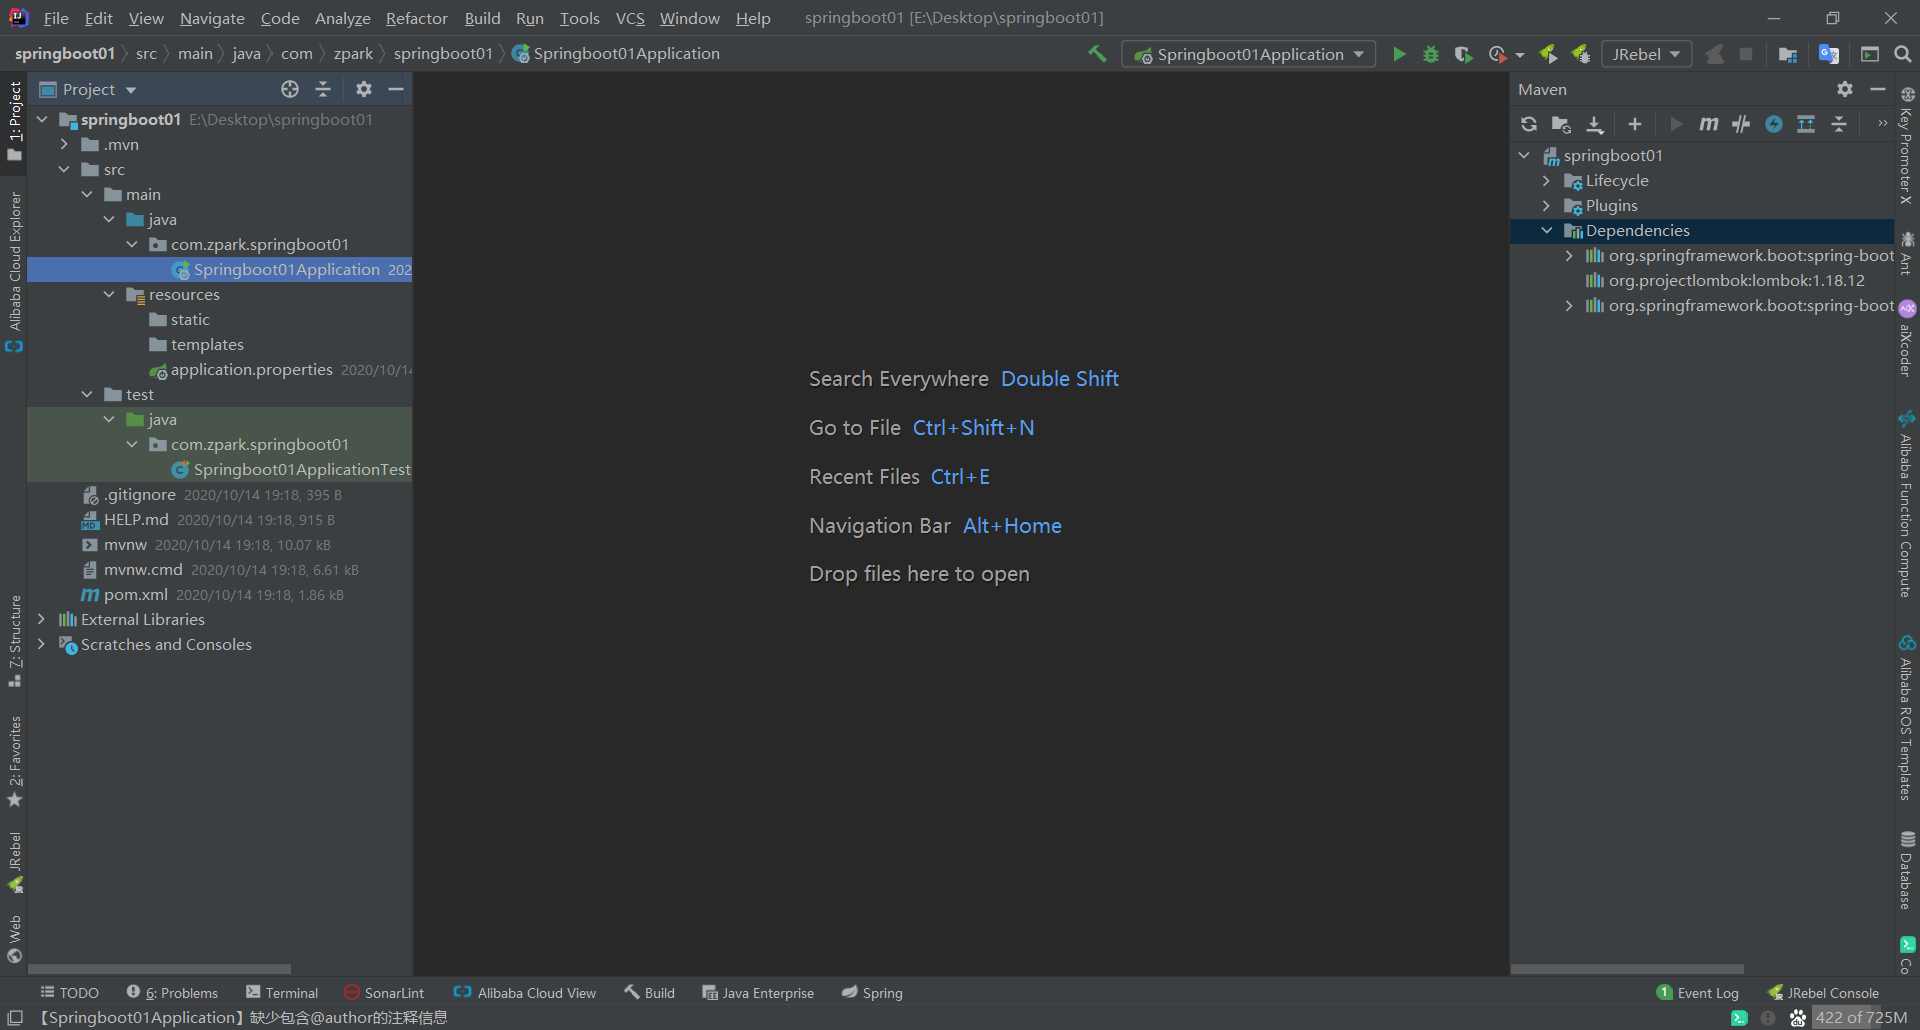 File Edit View Navigate Code Analyze Refactor Build Run Tools VCS Window Help springboot01 [E:\Desktop\springboot01]
springboot01 src main java com zpark springboot01 Springboot01Application Springboot01Application JRebel
1: Project
Alibaba Cloud Explorer
7: Structure
2: Favorites
JRebel
Web
Project
springboot01 E:\Desktop\springboot01
.mvn
src
main
java
com.zpark.springboot01
Springboot01Application 202
resources
static
templates
application.properties 2020/10/14
test
java
com.zpark.springboot01
Springboot01ApplicationTest
.gitignore 2020/10/14 19:18, 395 B
HELP.md 2020/10/14 19:18, 915 B
mvnw 2020/10/14 19:18, 10.07 kB
mvnw.cmd 2020/10/14 19:18, 6.61 kB
pom.xml 2020/10/14 19:18, 1.86 kB
External Libraries
Scratches and Consoles
Search Everywhere Double Shift
Go to File Ctrl+Shift+N
Recent Files Ctrl+E
Navigation Bar Alt+Home
Drop files here to open
Maven
springboot01
Lifecycle
Plugins
Dependencies
org.springframework.boot:spring-boot
org.projectlombok:lombok:1.18.12
org.springframework.boot:spring-boot
Key Promoter X
Ant
aiXcoder
Alibaba Function Compute
Alibaba ROS Templates
Database
Co
TODO 6: Problems Terminal SonarLint Alibaba Cloud View Build Java Enterprise Spring 1 Event Log JRebel Console
【Springboot01Application】缺少包含@author的注释信息 422 of 725M